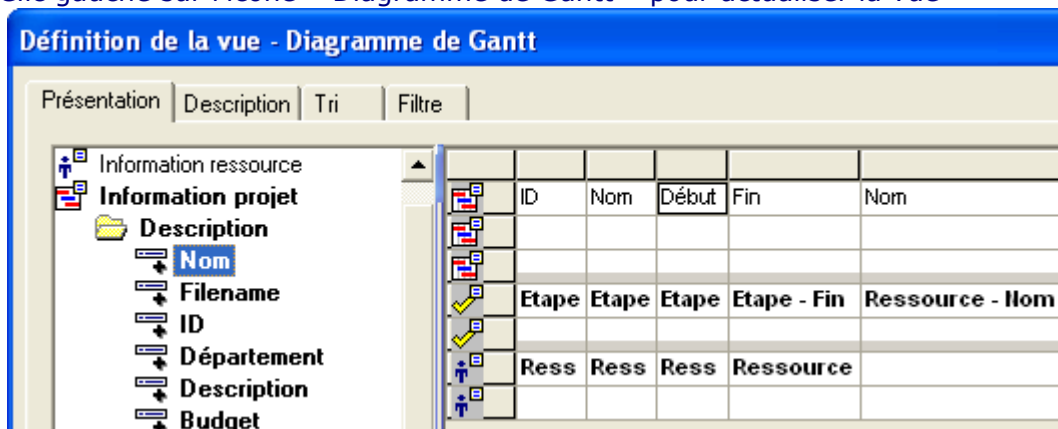 gauche sur l'icône « Diagramme de Gantt » pour actualiser la vue
Définition de la vue - Diagramme de Gantt
Présentation Description Tri Filtre
Information ressource
Information projet
Description
Nom
Filename
ID
Département
Description
Budget
ID Nom Début Fin Nom
Etape Etape Etape Etape - Fin Ressource - Nom
Ress Ress Ress Ressource